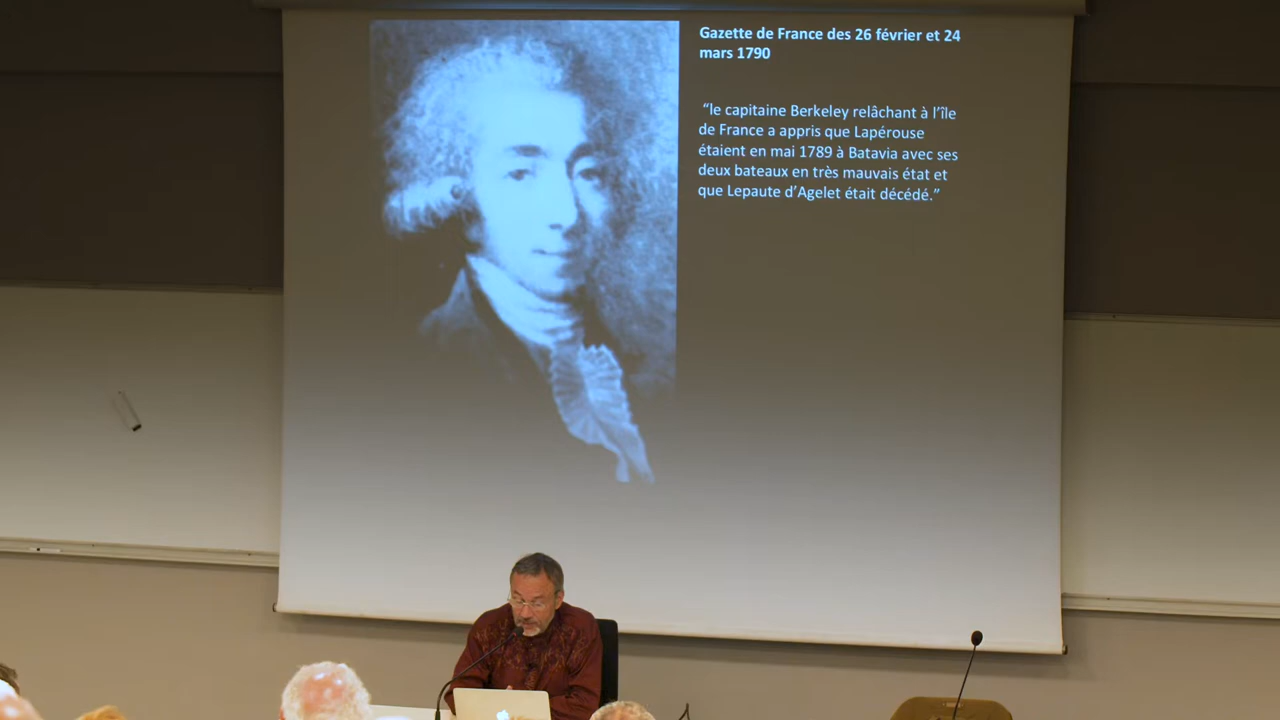 Gazette de France des 26 février et 24
mars 1790
“le capitaine Berkeley relâchant à l’île
de France a appris que Lapérouse
étaient en mai 1789 à Batavia avec ses
deux bateaux en très mauvais état et
que Lepaute d’Agelet était décédé.”